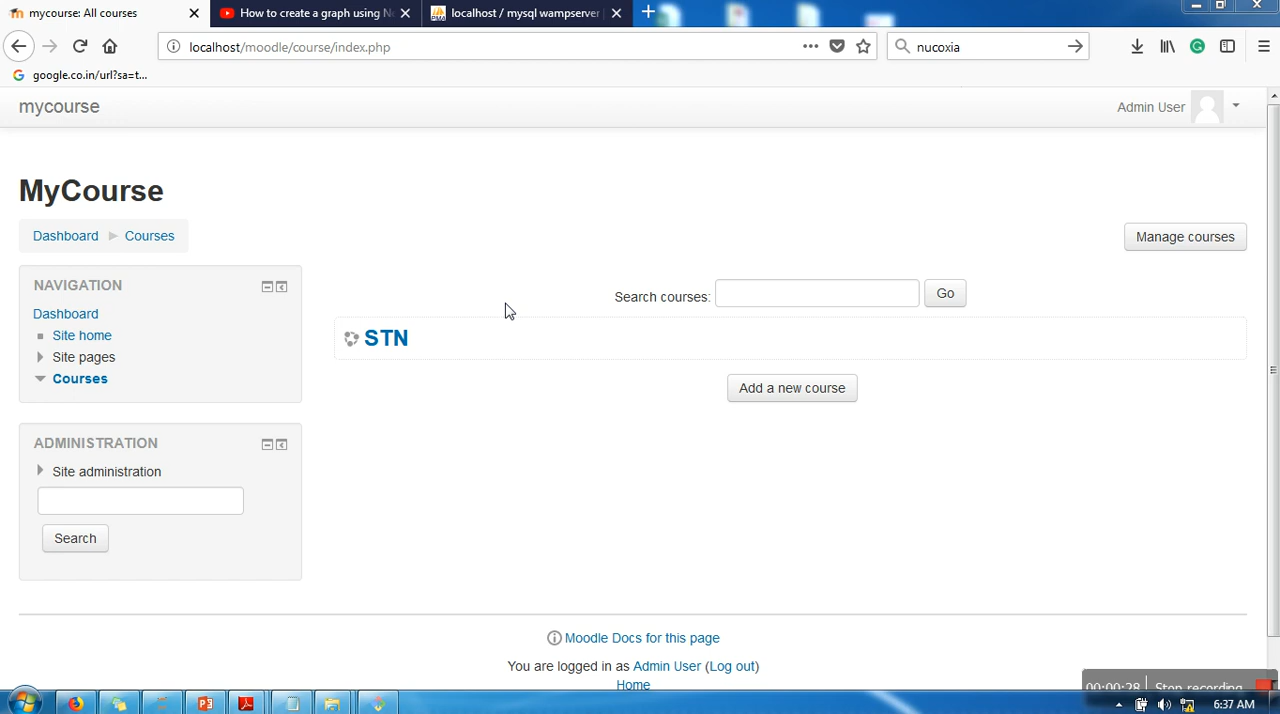 mycourse: All courses
How to create a graph using N
localhost / mysql wampserver
localhost/moodle/course/index.php
nucoxia
google.co.in/url?sa=t...
mycourse
Admin User
MyCourse
Dashboard Courses
Manage courses
NAVIGATION
Dashboard
Site home
Site pages
Courses
Search courses:
Go
STN
Add a new course
ADMINISTRATION
Site administration
Search
Moodle Docs for this page
You are logged in as Admin User (Log out)
Home
00:00:28 Stop recording
6:37 AM